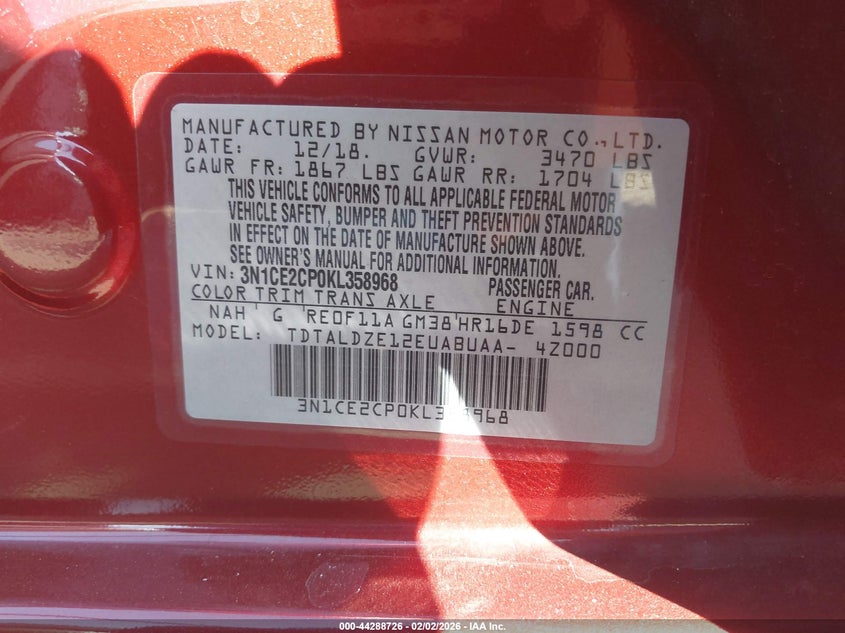 MANUFACTURED BY NISSAN MOTOR CO., LTD.
DATE: 12/18. GVWR: 3470 LBS
GAWR FR: 1867 LBS GAWR RR: 1704 LBS
THIS VEHICLE CONFORMS TO ALL APPLICABLE FEDERAL MOTOR
VEHICLE SAFETY, BUMPER AND THEFT PREVENTION STANDARDS
IN EFFECT ON THE DATE OF MANUFACTURE SHOWN ABOVE.
SEE OWNER'S MANUAL FOR ADDITIONAL INFORMATION.
VIN: 3N1CE2CP0KL358968 PASSENGER CAR.
COLOR TRIM TRANS AXLE ENGINE
NAH G RE0F11A GM38 HR16DE 1598 CC
MODEL: TDTALDZE12EUABUAA- 4Z000
3N1CE2CP0KL358968
000-44288726 - 02/02/2026 - IAA Inc.